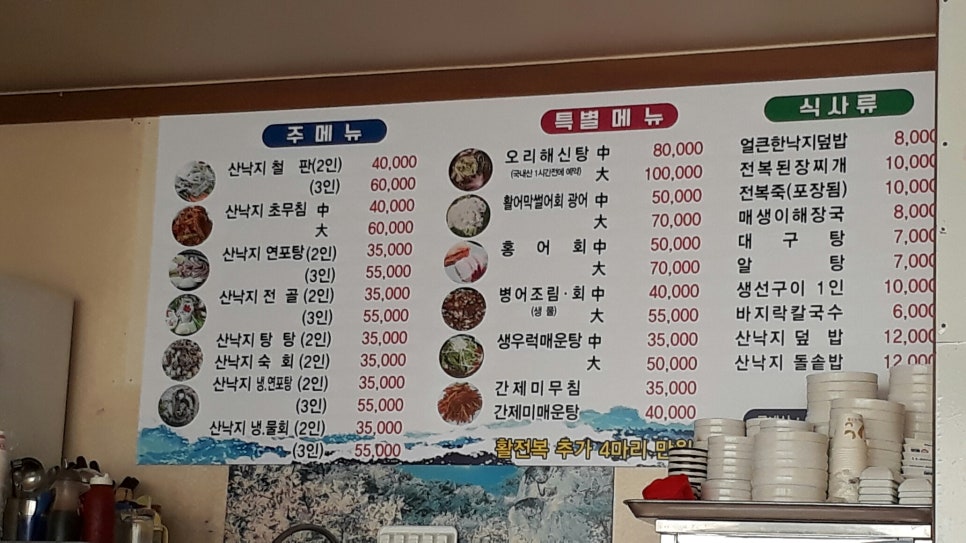 주 메 뉴
산낙지 철 판(2인) 40,000
(3인) 60,000
산낙지 초무침 中 40,000
大 60,000
산낙지 연포탕(2인) 35,000
(3인) 55,000
산낙지 전 골 (2인) 35,000
(3인) 55,000
산낙지 탕 탕 (2인) 35,000
산낙지 숙 회 (2인) 35,000
산낙지 냉.연포탕 (2인) 35,000
(3인) 55,000
산낙지 냉.물회 (2인) 35,000
(3인) 55,000
특별메뉴
오리해신탕 中 80,000
(국내산 1시간전에 예약) 大 100,000
활어막썰어회 광어 中 50,000
大 70,000
홍 어 회 中 50,000
大 70,000
병어조림·회 中 40,000
(생 물) 大 55,000
생우럭매운탕 中 35,000
大 50,000
간제미무침 35,000
간제미매운탕 40,000
활전복 추가 4마리 만원
식사류
얼큰한낙지덮밥 8,000
전복된장찌개 10,000
전복죽(포장됨) 10,000
매생이해장국 8,000
대 구 탕 7,000
알 탕 7,000
생선구이 1인 10,000
바지락칼국수 6,000
산낙지 덮 밥 12,000
산낙지 돌솥밥 12,000